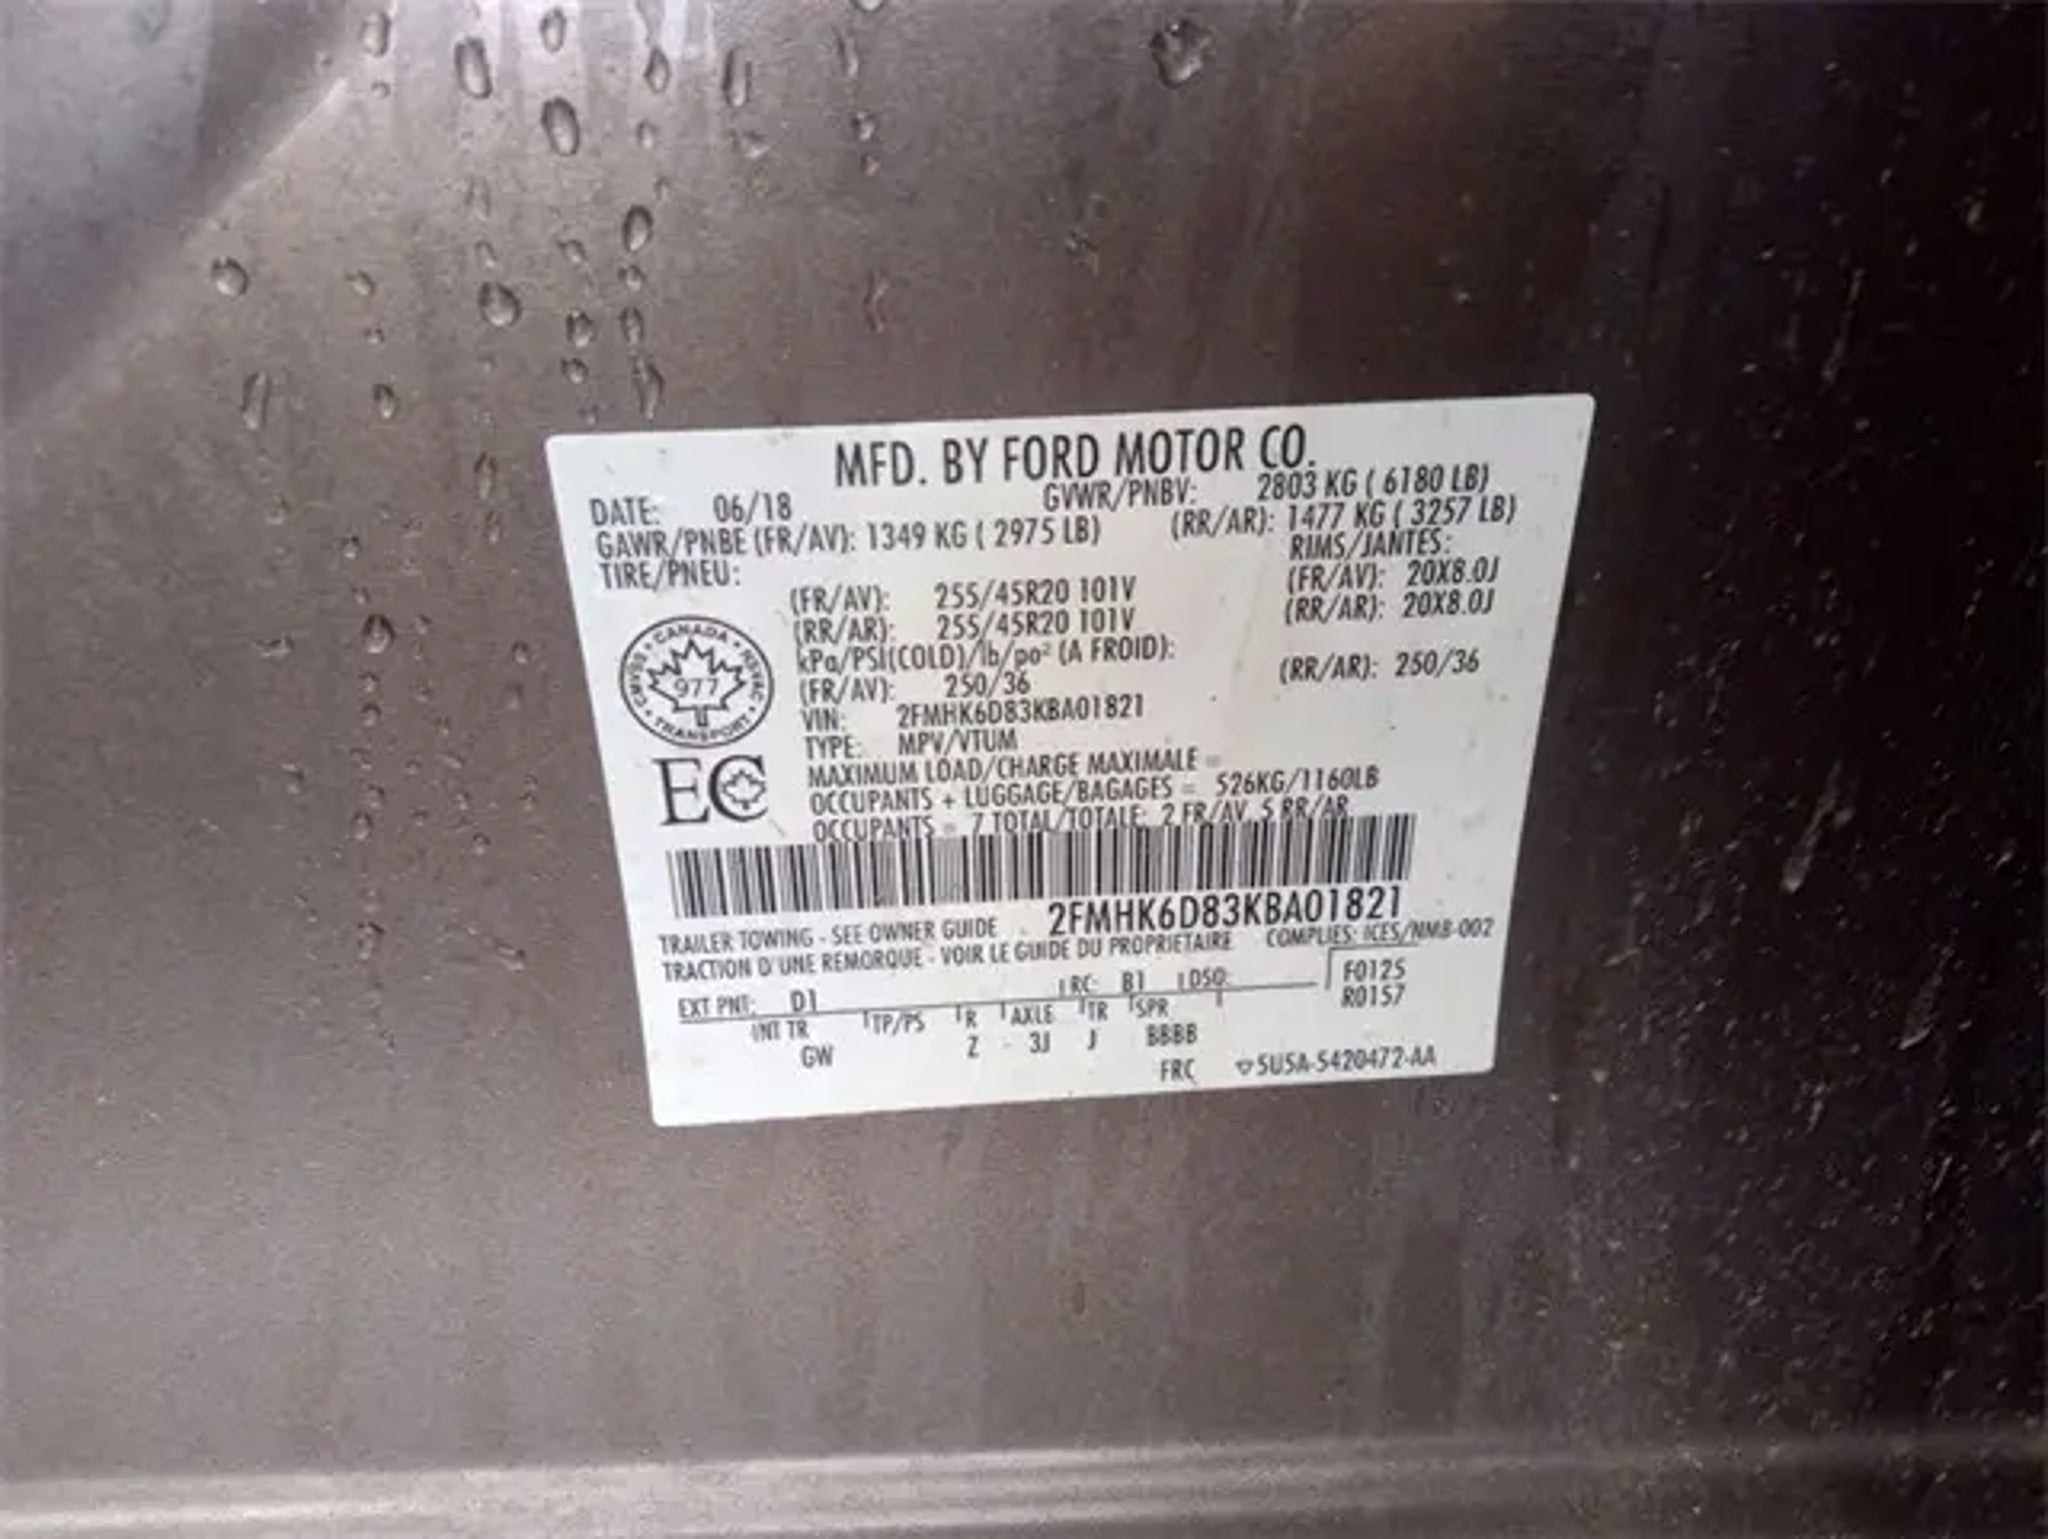 MFD. BY FORD MOTOR CO.
DATE: 06/18 GVWR/PNBV: 2803 KG ( 6180 LB)
GAWR/PNBE (FR/AV): 1349 KG ( 2975 LB) (RR/AR): 1477 KG ( 3257 LB)
TIRE/PNEU: RIMS/JANTES:
(FR/AV): 255/45R20 101V (FR/AV): 20X8.0J
(RR/AR): 255/45R20 101V (RR/AR): 20X8.0J
kPa/PSI(COLD)/lb/po² (A FROID):
(FR/AV): 250/36 (RR/AR): 250/36
VIN: 2FMHK6D83KBA01821
TYPE: MPV/VTUM
MAXIMUM LOAD/CHARGE MAXIMALE =
OCCUPANTS + LUGGAGE/BAGAGES = 526KG/1160LB
OCCUPANTS = 7 TOTAL/TOTALE: 2 FR/AV, 5 RR/AR
CANADA
CMVSS NSVAC
977
TRANSPORT
EC
2FMHK6D83KBA01821
TRAILER TOWING - SEE OWNER GUIDE COMPLIES: ICES/NMB-002
TRACTION D'UNE REMORQUE - VOIR LE GUIDE DU PROPRIETAIRE
EXT PNT: D1 RC: B1 DSO: F0125
R0157
INT TR TP/PS R AXLE TR SPR
GW Z 3J J BBBB
FRC 5U5A-5420472-AA